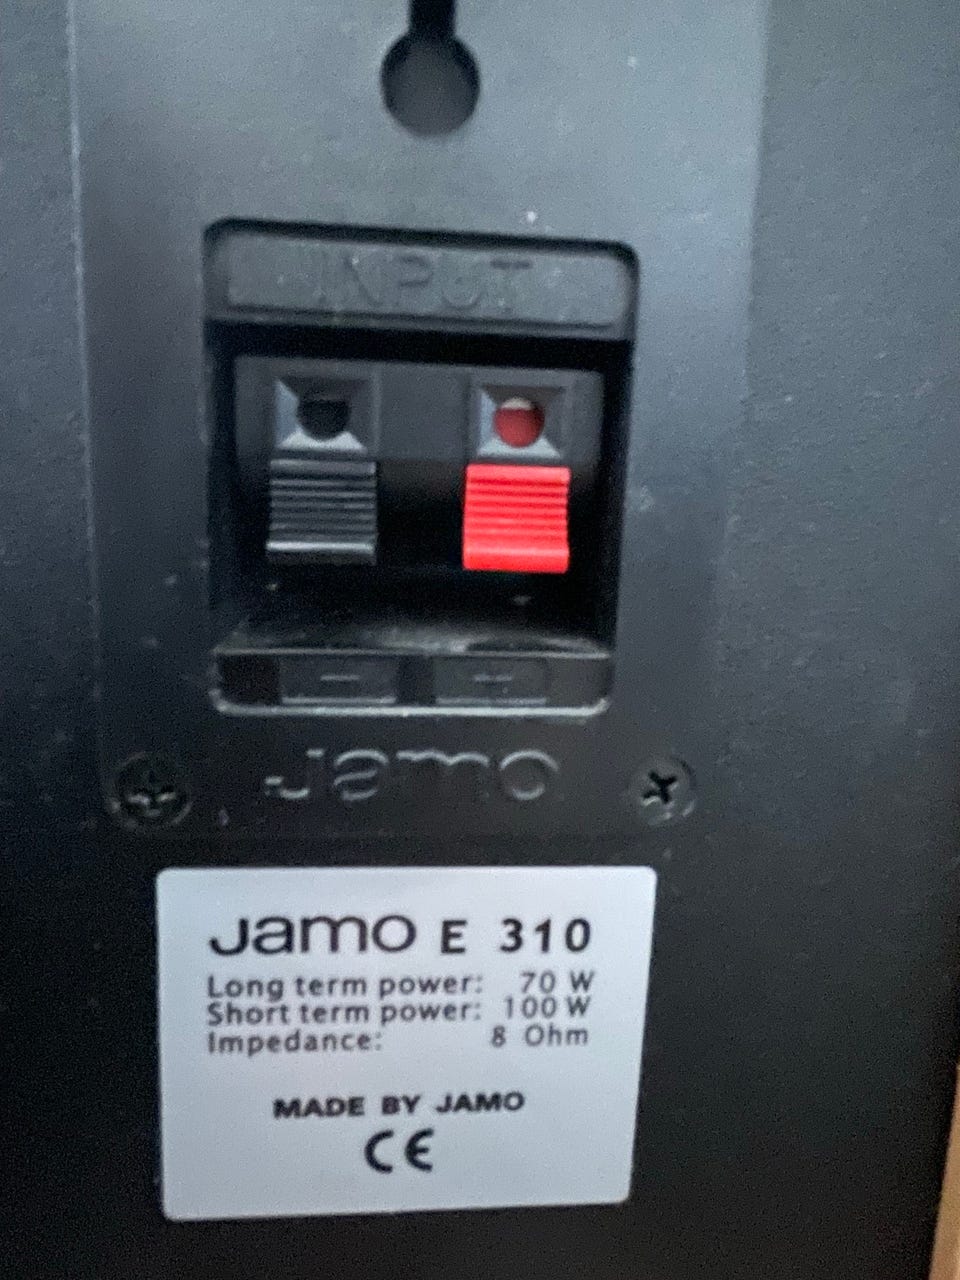 INPUT
- +
Jamo
Jamo E 310
Long term power: 70 W
Short term power: 100 W
Impedance: 8 Ohm
MADE BY JAMO
CE